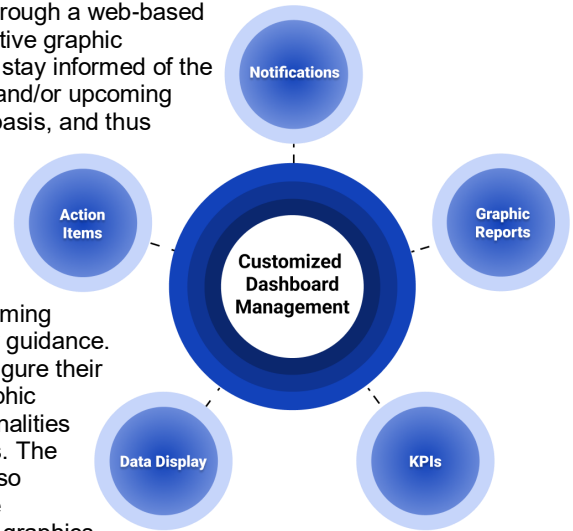 rough a web-based
tive graphic
stay informed of the
and/or upcoming
basis, and thus
Notifications
Action
Items
Graphic
Reports
Customized
Dashboard
Management
ming
guidance.
gure their
phic
nalities
s. The
so
Data Display
KPIs
graphics